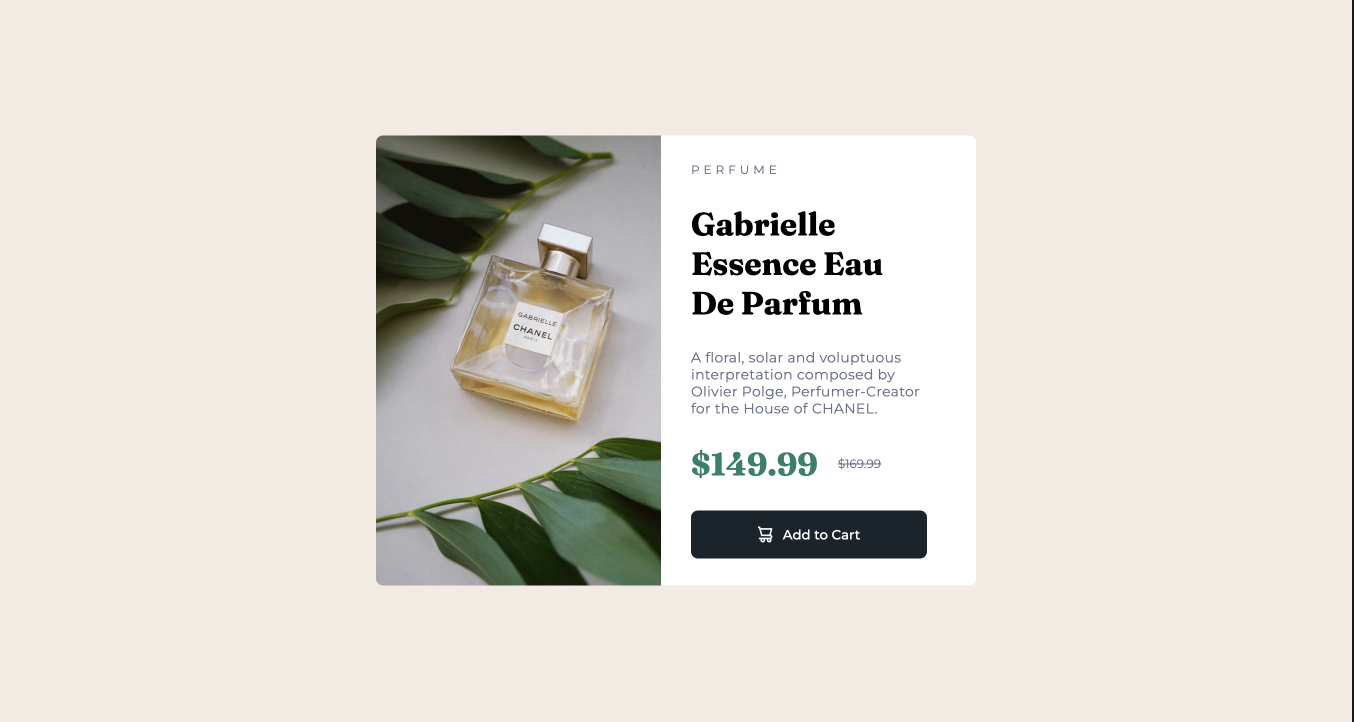 PERFUME
Gabrielle
Essence Eau
De Parfum
A floral, solar and voluptuous
interpretation composed by
Olivier Polge, Perfumer-Creator
for the House of CHANEL.
$149.99 $169.99
Add to Cart
GABRIELLE
CHANEL
PARIS